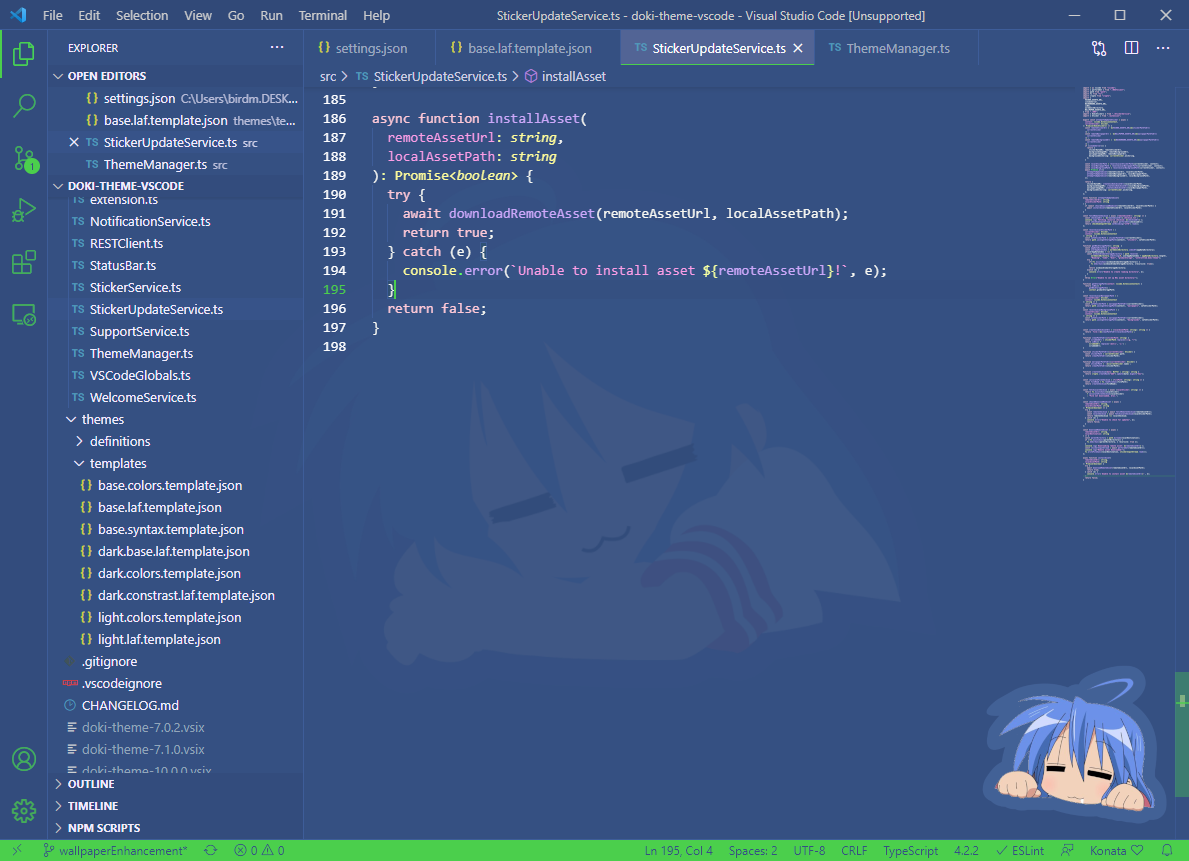 File Edit Selection View Go Run Terminal Help
StickerUpdateService.ts - doki-theme-vscode - Visual Studio Code [Unsupported]
EXPLORER
OPEN EDITORS
{} settings.json C:\Users\birdm.DESK...
{} base.laf.template.json themes\te...
TS StickerUpdateService.ts src
TS ThemeManager.ts src
1
DOKI-THEME-VSCODE
TS extension.ts
TS NotificationService.ts
TS RESTClient.ts
TS StatusBar.ts
TS StickerService.ts
TS StickerUpdateService.ts
TS SupportService.ts
TS ThemeManager.ts
TS VSCodeGlobals.ts
TS WelcomeService.ts
themes
definitions
templates
{} base.colors.template.json
{} base.laf.template.json
{} base.syntax.template.json
{} dark.base.laf.template.json
{} dark.colors.template.json
{} dark.constrast.laf.template.json
{} light.colors.template.json
{} light.laf.template.json
.gitignore
.vscodeignore
CHANGELOG.md
doki-theme-7.0.2.vsix
doki-theme-7.1.0.vsix
doki-theme-10.0.0.vsix
OUTLINE
TIMELINE
NPM SCRIPTS
{} settings.json
{} base.laf.template.json
TS StickerUpdateService.ts
TS ThemeManager.ts
src > TS StickerUpdateService.ts > installAsset
185
186 async function installAsset(
187 remoteAssetUrl: string,
188 localAssetPath: string
189 ): Promise<boolean> {
190 try {
191 await downloadRemoteAsset(remoteAssetUrl, localAssetPath);
192 return true;
193 } catch (e) {
194 console.error(`Unable to install asset ${remoteAssetUrl}!`, e);
195 }
196 return false;
197 }
198
wallpaperEnhancement* 0 0 Ln 195, Col 4 Spaces: 2 UTF-8 CRLF TypeScript 4.2.2 ESLint Konata